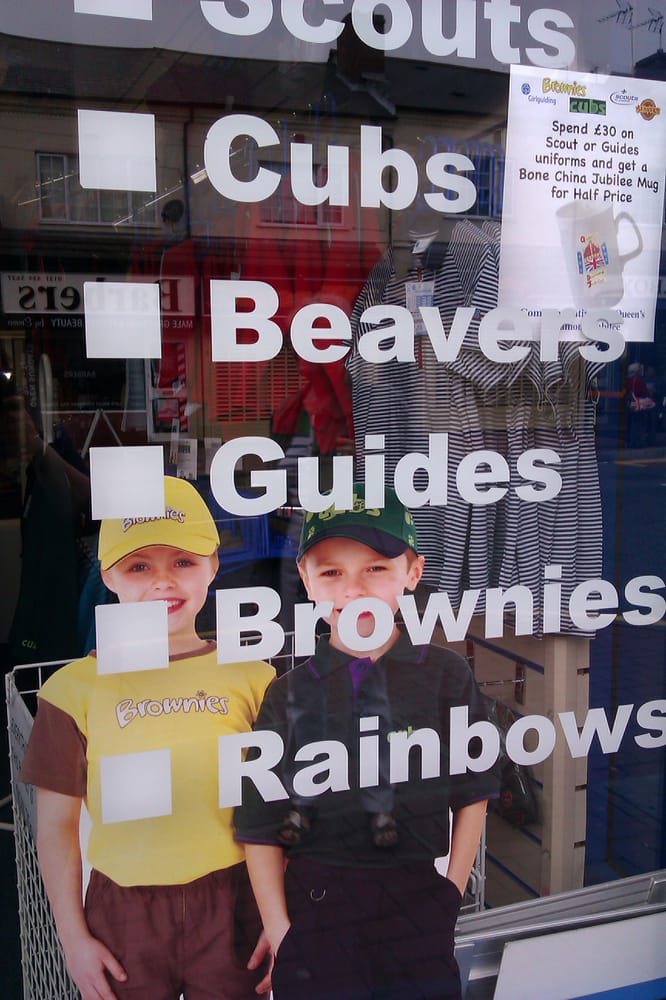 Scouts
Brownies
Girlguiding
cubs
Scouts
Spend £30 on
Scout or Guides
uniforms and get a
Bone China Jubilee Mug
for Half Price
Cubs
Barbers
Beavers
Guides
Brownies
Brownies
Brownies
Rainbows